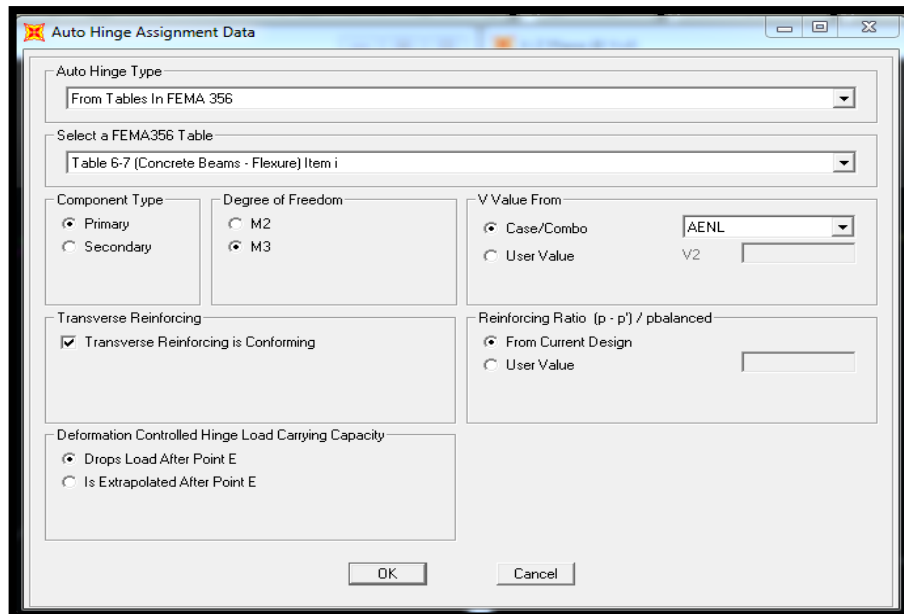 Auto Hinge Assignment Data
Auto Hinge Type
From Tables In FEMA 356
Select a FEMA356 Table
Table 6-7 (Concrete Beams - Flexure) Item i
Component Type
Primary
Secondary
Degree of Freedom
M2
M3
V Value From
Case/Combo AENL
User Value V2
Transverse Reinforcing
Transverse Reinforcing is Conforming
Reinforcing Ratio (p - p') / pbalanced
From Current Design
User Value
Deformation Controlled Hinge Load Carrying Capacity
Drops Load After Point E
Is Extrapolated After Point E
OK Cancel